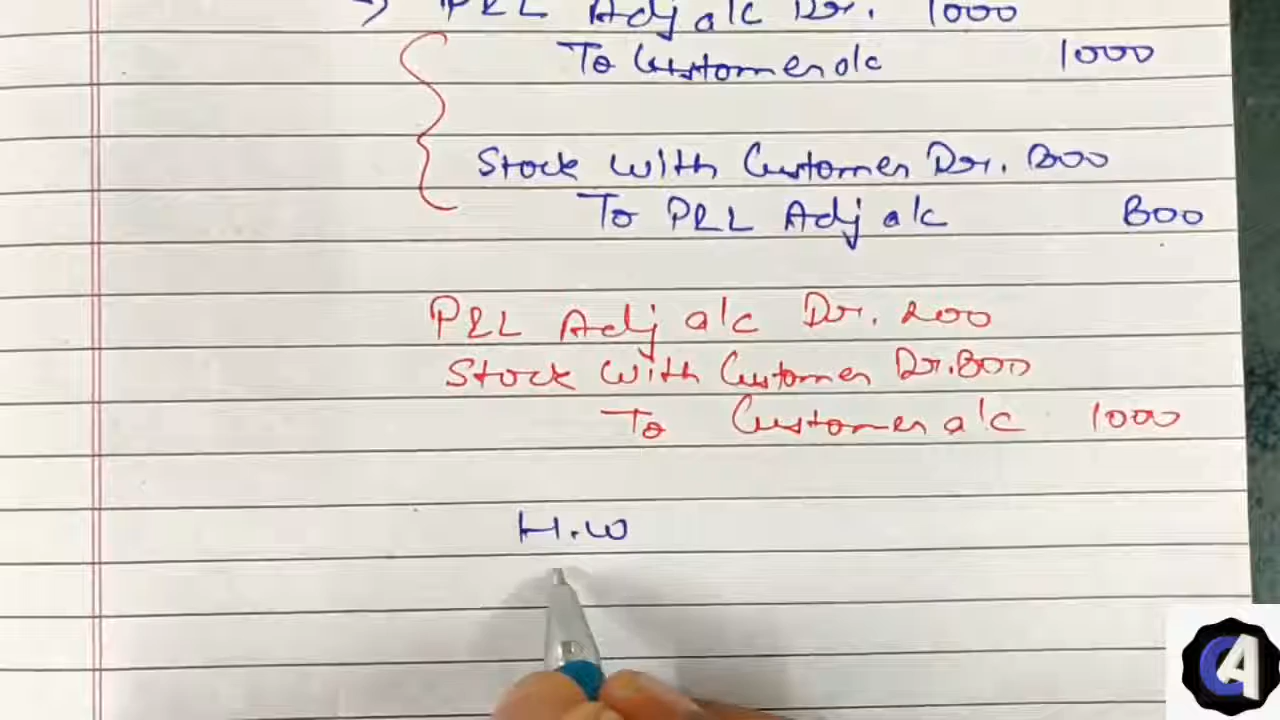 → P&L Adj a/c Dr. 1000
To Customer a/c 1000
Stock With Customer Dr. 800
To P&L Adj a/c 800
P&L Adj a/c Dr. 200
Stock With Customer Dr. 800
To Customer a/c 1000
H.W
CA